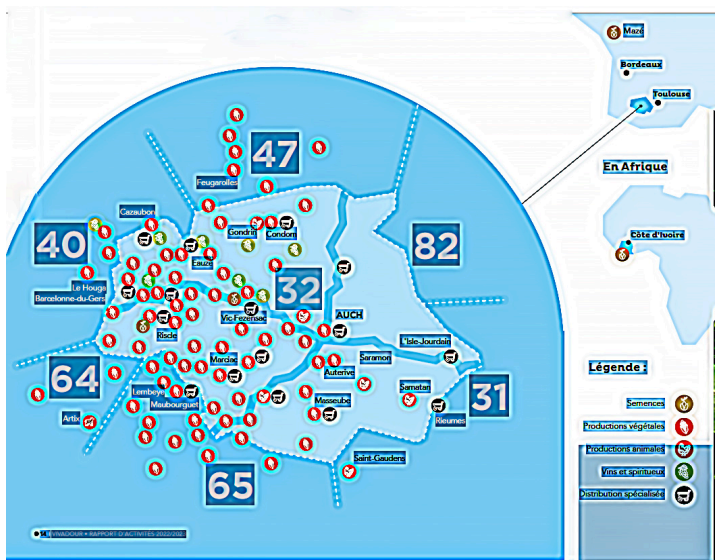 Mazé
Bordeaux
Toulouse
47
Feugarolles
En Afrique
Cazaubon
40
Gondrin
Condom
82
Côte d'Ivoire
Eauze
Le Houga
Barcelonne-du-Gers
32
Vic-Fezensac
AUCH
Riscle
L'Isle-Jourdain
Marciac
Saramon
Légende :
64
Auterive
Lembeye
Maubourguet
Masseube
Samatan
31
Semences
Artix
Rieumes
Productions végétales
Saint-Gaudens
Productions animales
65
Vins et spiritueux
Distribution spécialisée
VIVADOUR • RAPPORT D'ACTIVITÉS 2022/2023